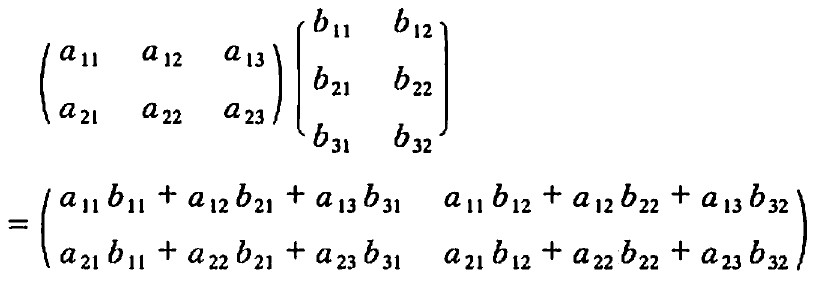 ( a₁₁ a₁₂ a₁₃ ) [ b₁₁ b₁₂ ]
( a₂₁ a₂₂ a₂₃ ) [ b₂₁ b₂₂ ]
[ b₃₁ b₃₂ ]
= ( a₁₁b₁₁ + a₁₂b₂₁ + a₁₃b₃₁ a₁₁b₁₂ + a₁₂b₂₂ + a₁₃b₃₂ )
( a₂₁b₁₁ + a₂₂b₂₁ + a₂₃b₃₁ a₂₁b₁₂ + a₂₂b₂₂ + a₂₃b₃₂ )